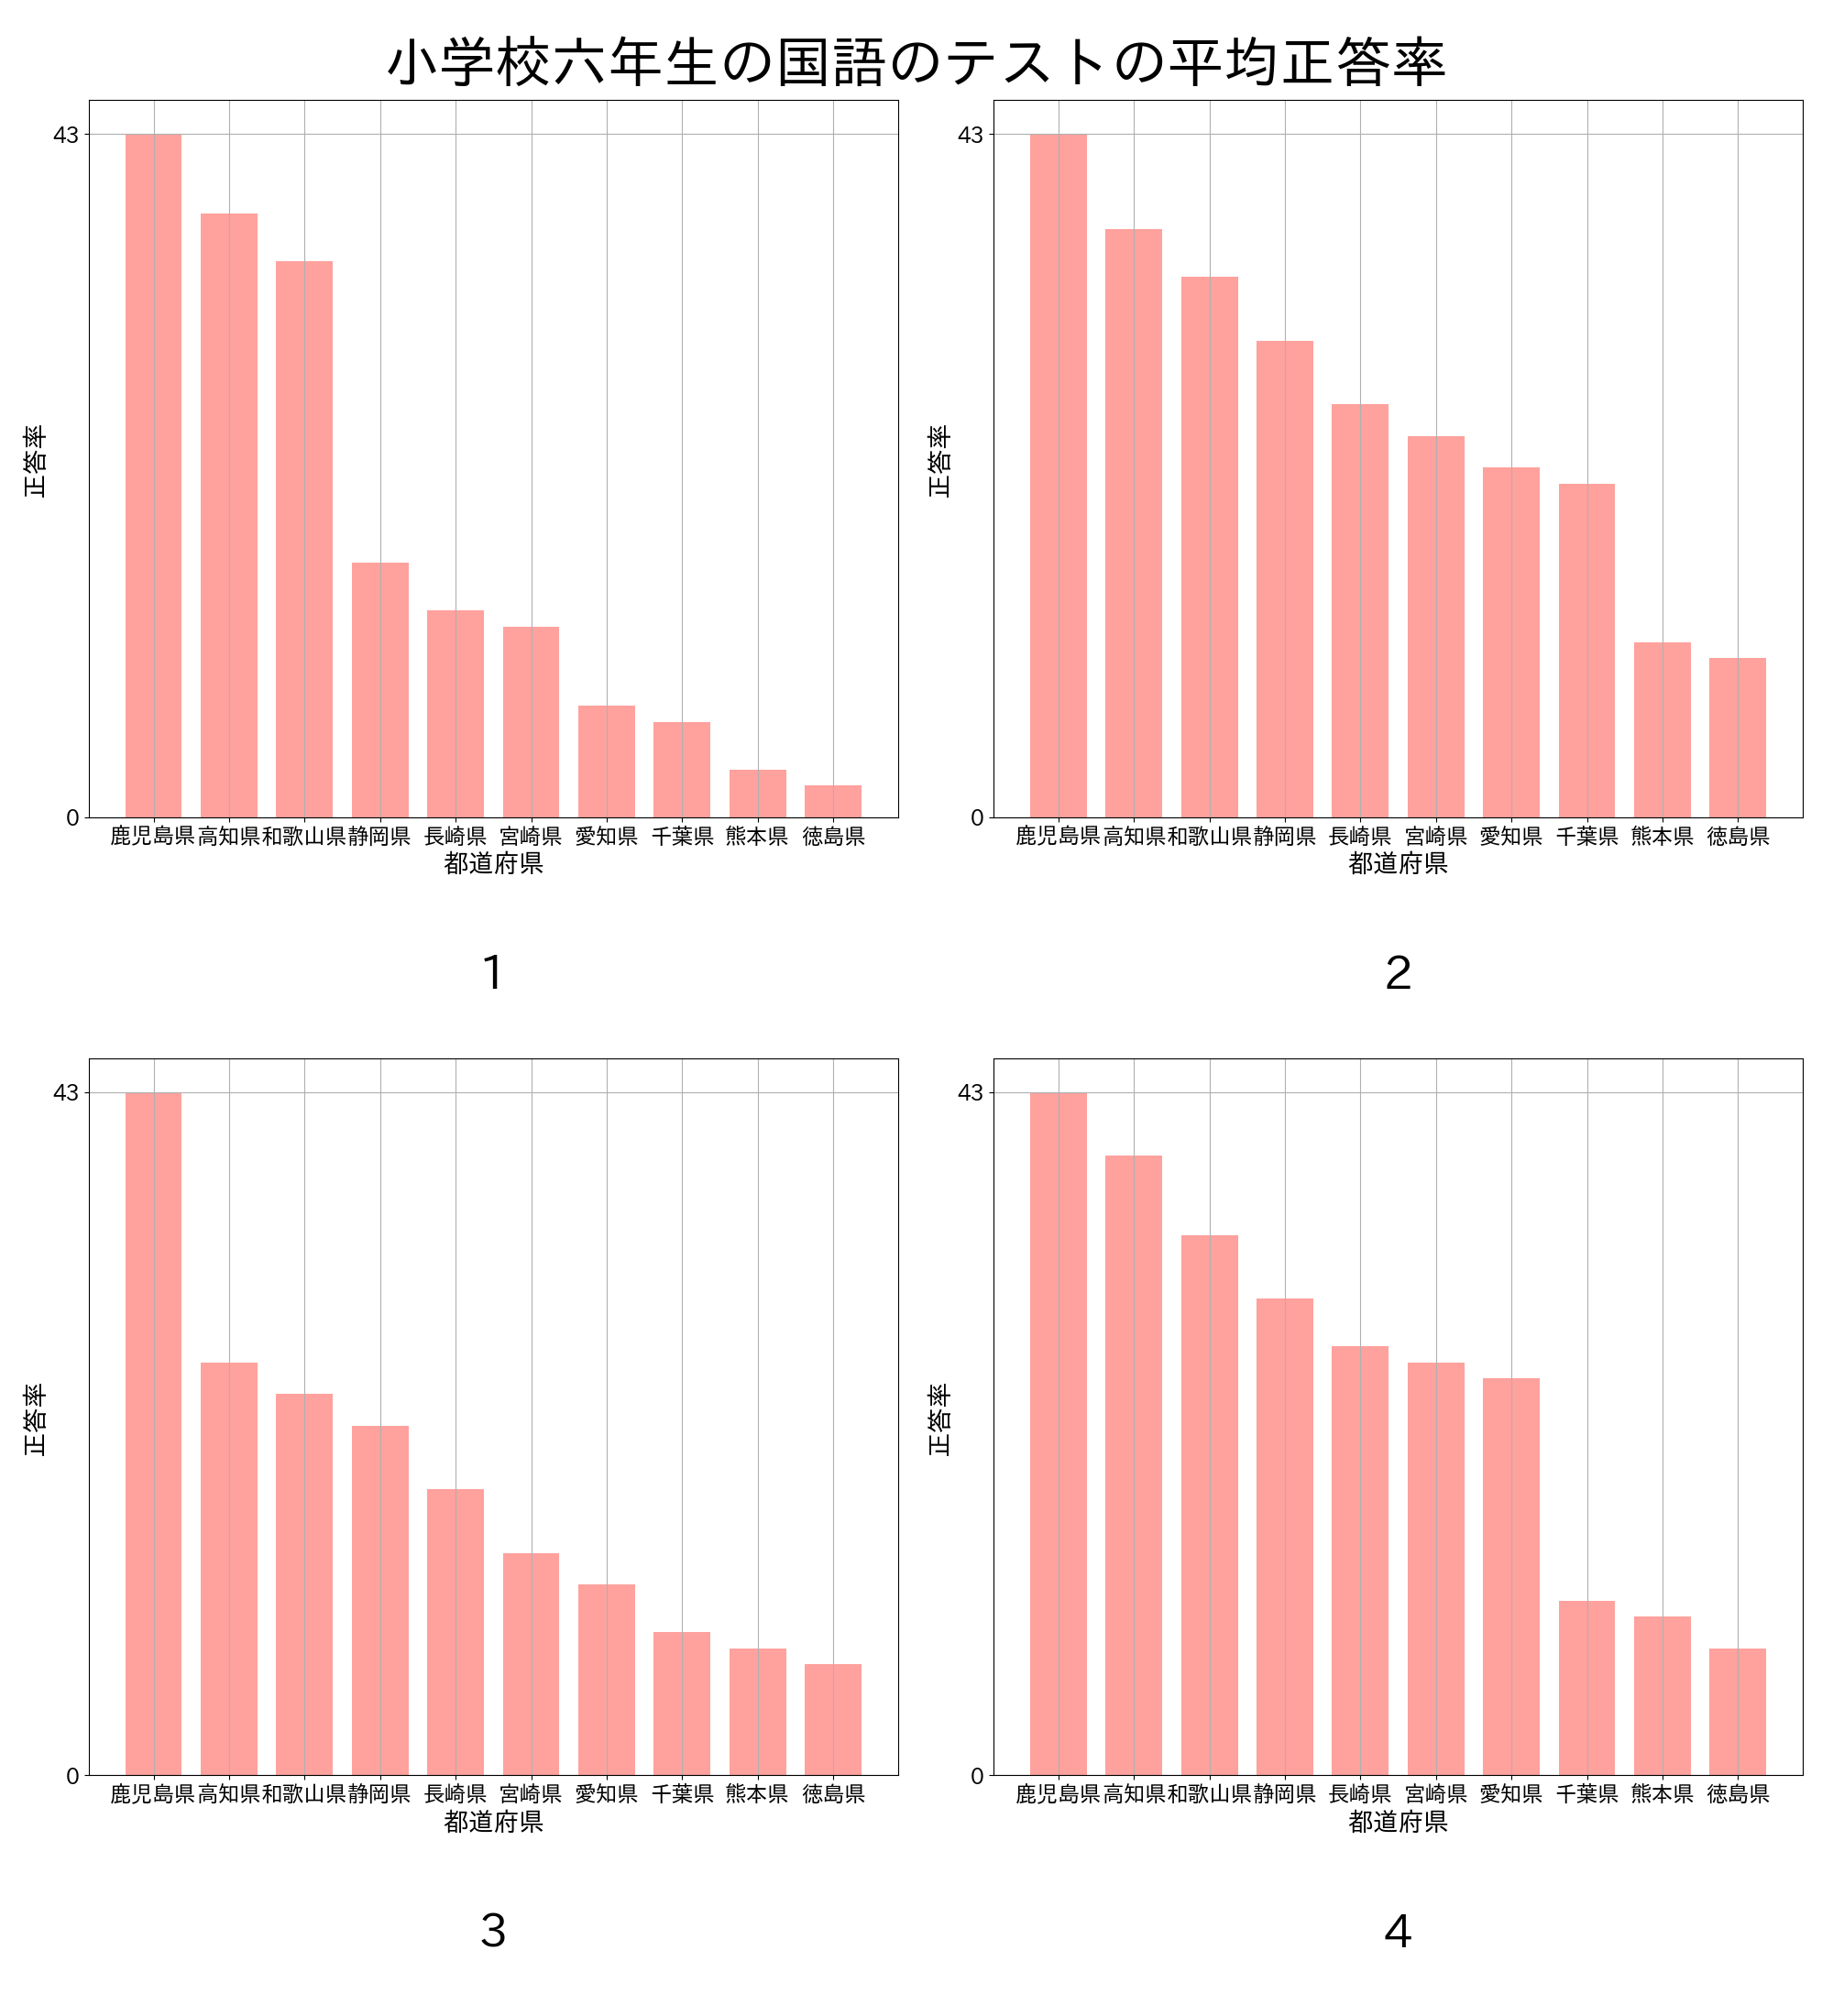 小学校六年生の国語のテストの平均正答率
43
0
正答率
鹿児島県 高知県 和歌山県 静岡県 長崎県 宮崎県 愛知県 千葉県 熊本県 徳島県
都道府県
1
43
0
正答率
鹿児島県 高知県 和歌山県 静岡県 長崎県 宮崎県 愛知県 千葉県 熊本県 徳島県
都道府県
2
43
0
正答率
鹿児島県 高知県 和歌山県 静岡県 長崎県 宮崎県 愛知県 千葉県 熊本県 徳島県
都道府県
3
43
0
正答率
鹿児島県 高知県 和歌山県 静岡県 長崎県 宮崎県 愛知県 千葉県 熊本県 徳島県
都道府県
4